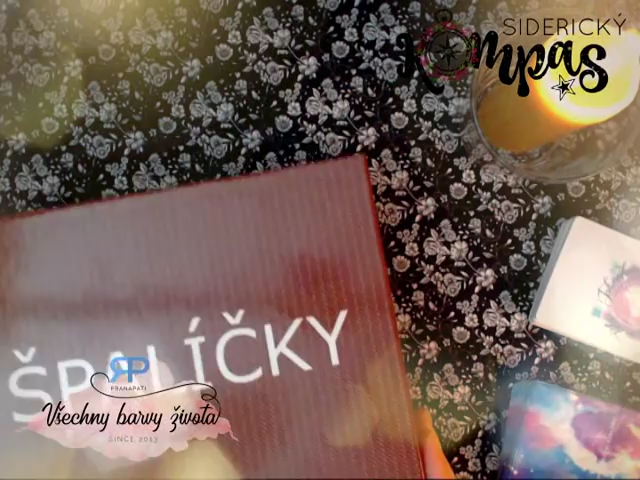 SIDERICKÝ
Kompas
ŠPALÍČKY
RP
PRANAPATI
Všechny barvy života
SINCE 2012